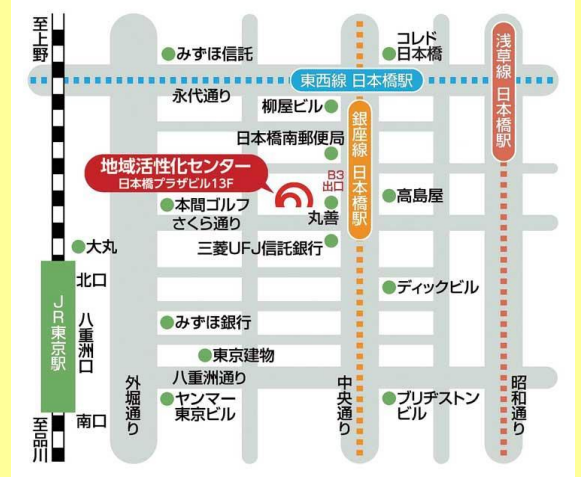 至上野
みずほ信託
コレド
日本橋
浅草線 日本橋駅
東西線 日本橋駅
永代通り
柳屋ビル
銀座線 日本橋駅
日本橋南郵便局
地域活性化センター
日本橋プラザビル13F
B3
出口
本間ゴルフ
さくら通り
丸善
高島屋
大丸
三菱UFJ信託銀行
北口
ディックビル
JR東京駅
八重洲口
みずほ銀行
東京建物
八重洲通り
外堀通り
中央通り
昭和通り
ヤンマー
東京ビル
ブリヂストン
ビル
南口
至品川